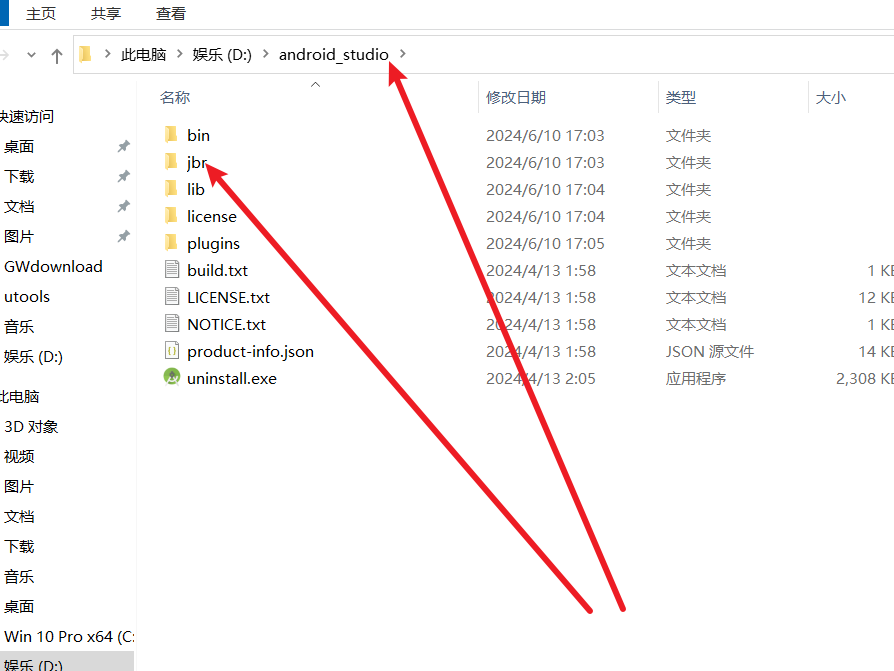 主页 共享 查看
此电脑 娱乐 (D:) android_studio
名称 修改日期 类型 大小
快速访问
桌面
下载
文档
图片
GWdownload
utools
音乐
娱乐 (D:)
此电脑
3D 对象
视频
图片
文档
下载
音乐
桌面
Win 10 Pro x64 (C:
娱乐 (D:)
bin 2024/6/10 17:03 文件夹
jbr 2024/6/10 17:03 文件夹
lib 2024/6/10 17:04 文件夹
license 2024/6/10 17:04 文件夹
plugins 2024/6/10 17:05 文件夹
build.txt 2024/4/13 1:58 文本文档 1 KB
LICENSE.txt 2024/4/13 1:58 文本文档 12 KB
NOTICE.txt 2024/4/13 1:58 文本文档 1 KB
product-info.json 2024/4/13 1:58 JSON 源文件 14 KB
uninstall.exe 2024/4/13 2:05 应用程序 2,308 KB